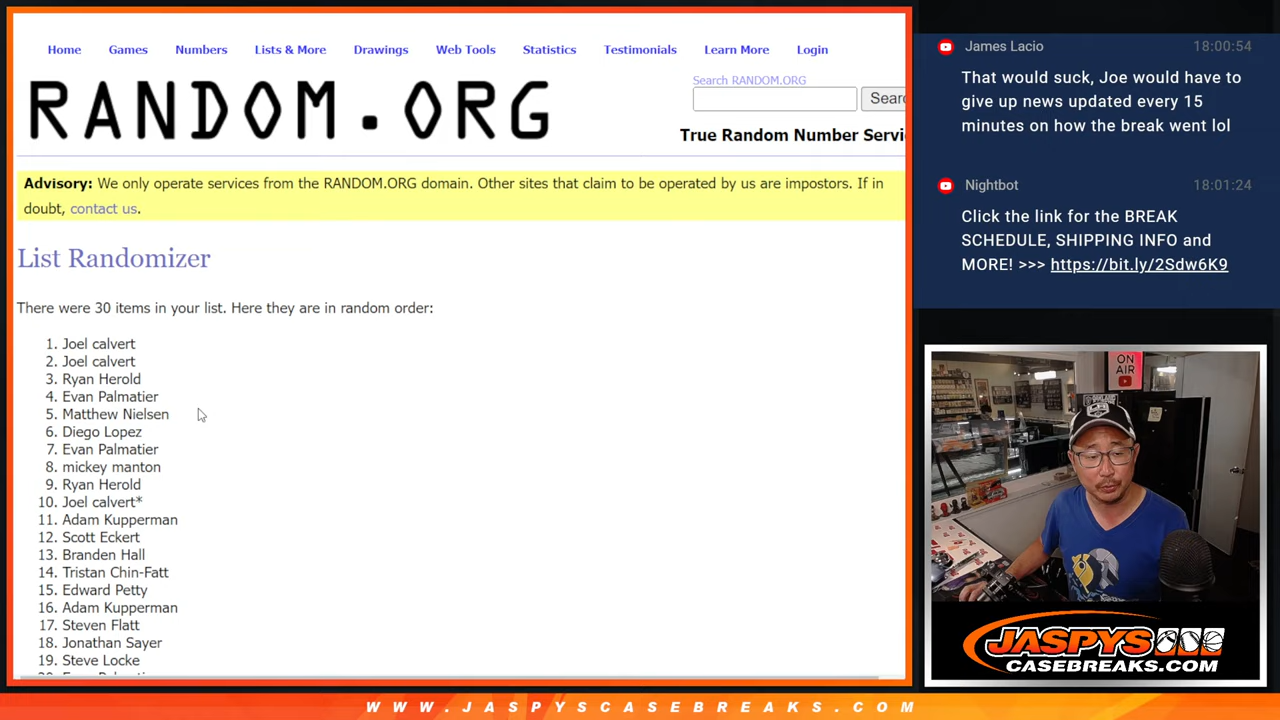 Home Games Numbers Lists & More Drawings Web Tools Statistics Testimonials Learn More Login
RANDOM.ORG
Search RANDOM.ORG
Searc
True Random Number Servi
Advisory: We only operate services from the RANDOM.ORG domain. Other sites that claim to be operated by us are impostors. If in
doubt, contact us.
List Randomizer
There were 30 items in your list. Here they are in random order:
1. Joel calvert
2. Joel calvert
3. Ryan Herold
4. Evan Palmatier
5. Matthew Nielsen
6. Diego Lopez
7. Evan Palmatier
8. mickey manton
9. Ryan Herold
10. Joel calvert*
11. Adam Kupperman
12. Scott Eckert
13. Branden Hall
14. Tristan Chin-Fatt
15. Edward Petty
16. Adam Kupperman
17. Steven Flatt
18. Jonathan Sayer
19. Steve Locke
James Lacio 18:00:54
That would suck, Joe would have to
give up news updated every 15
minutes on how the break went lol
Nightbot 18:01:24
Click the link for the BREAK
SCHEDULE, SHIPPING INFO and
MORE! >>> https://bit.ly/2Sdw6K9
ON
AIR
JASPYS
CASEBREAKS.COM
WWW.JASPYSCASEBREAKS.COM